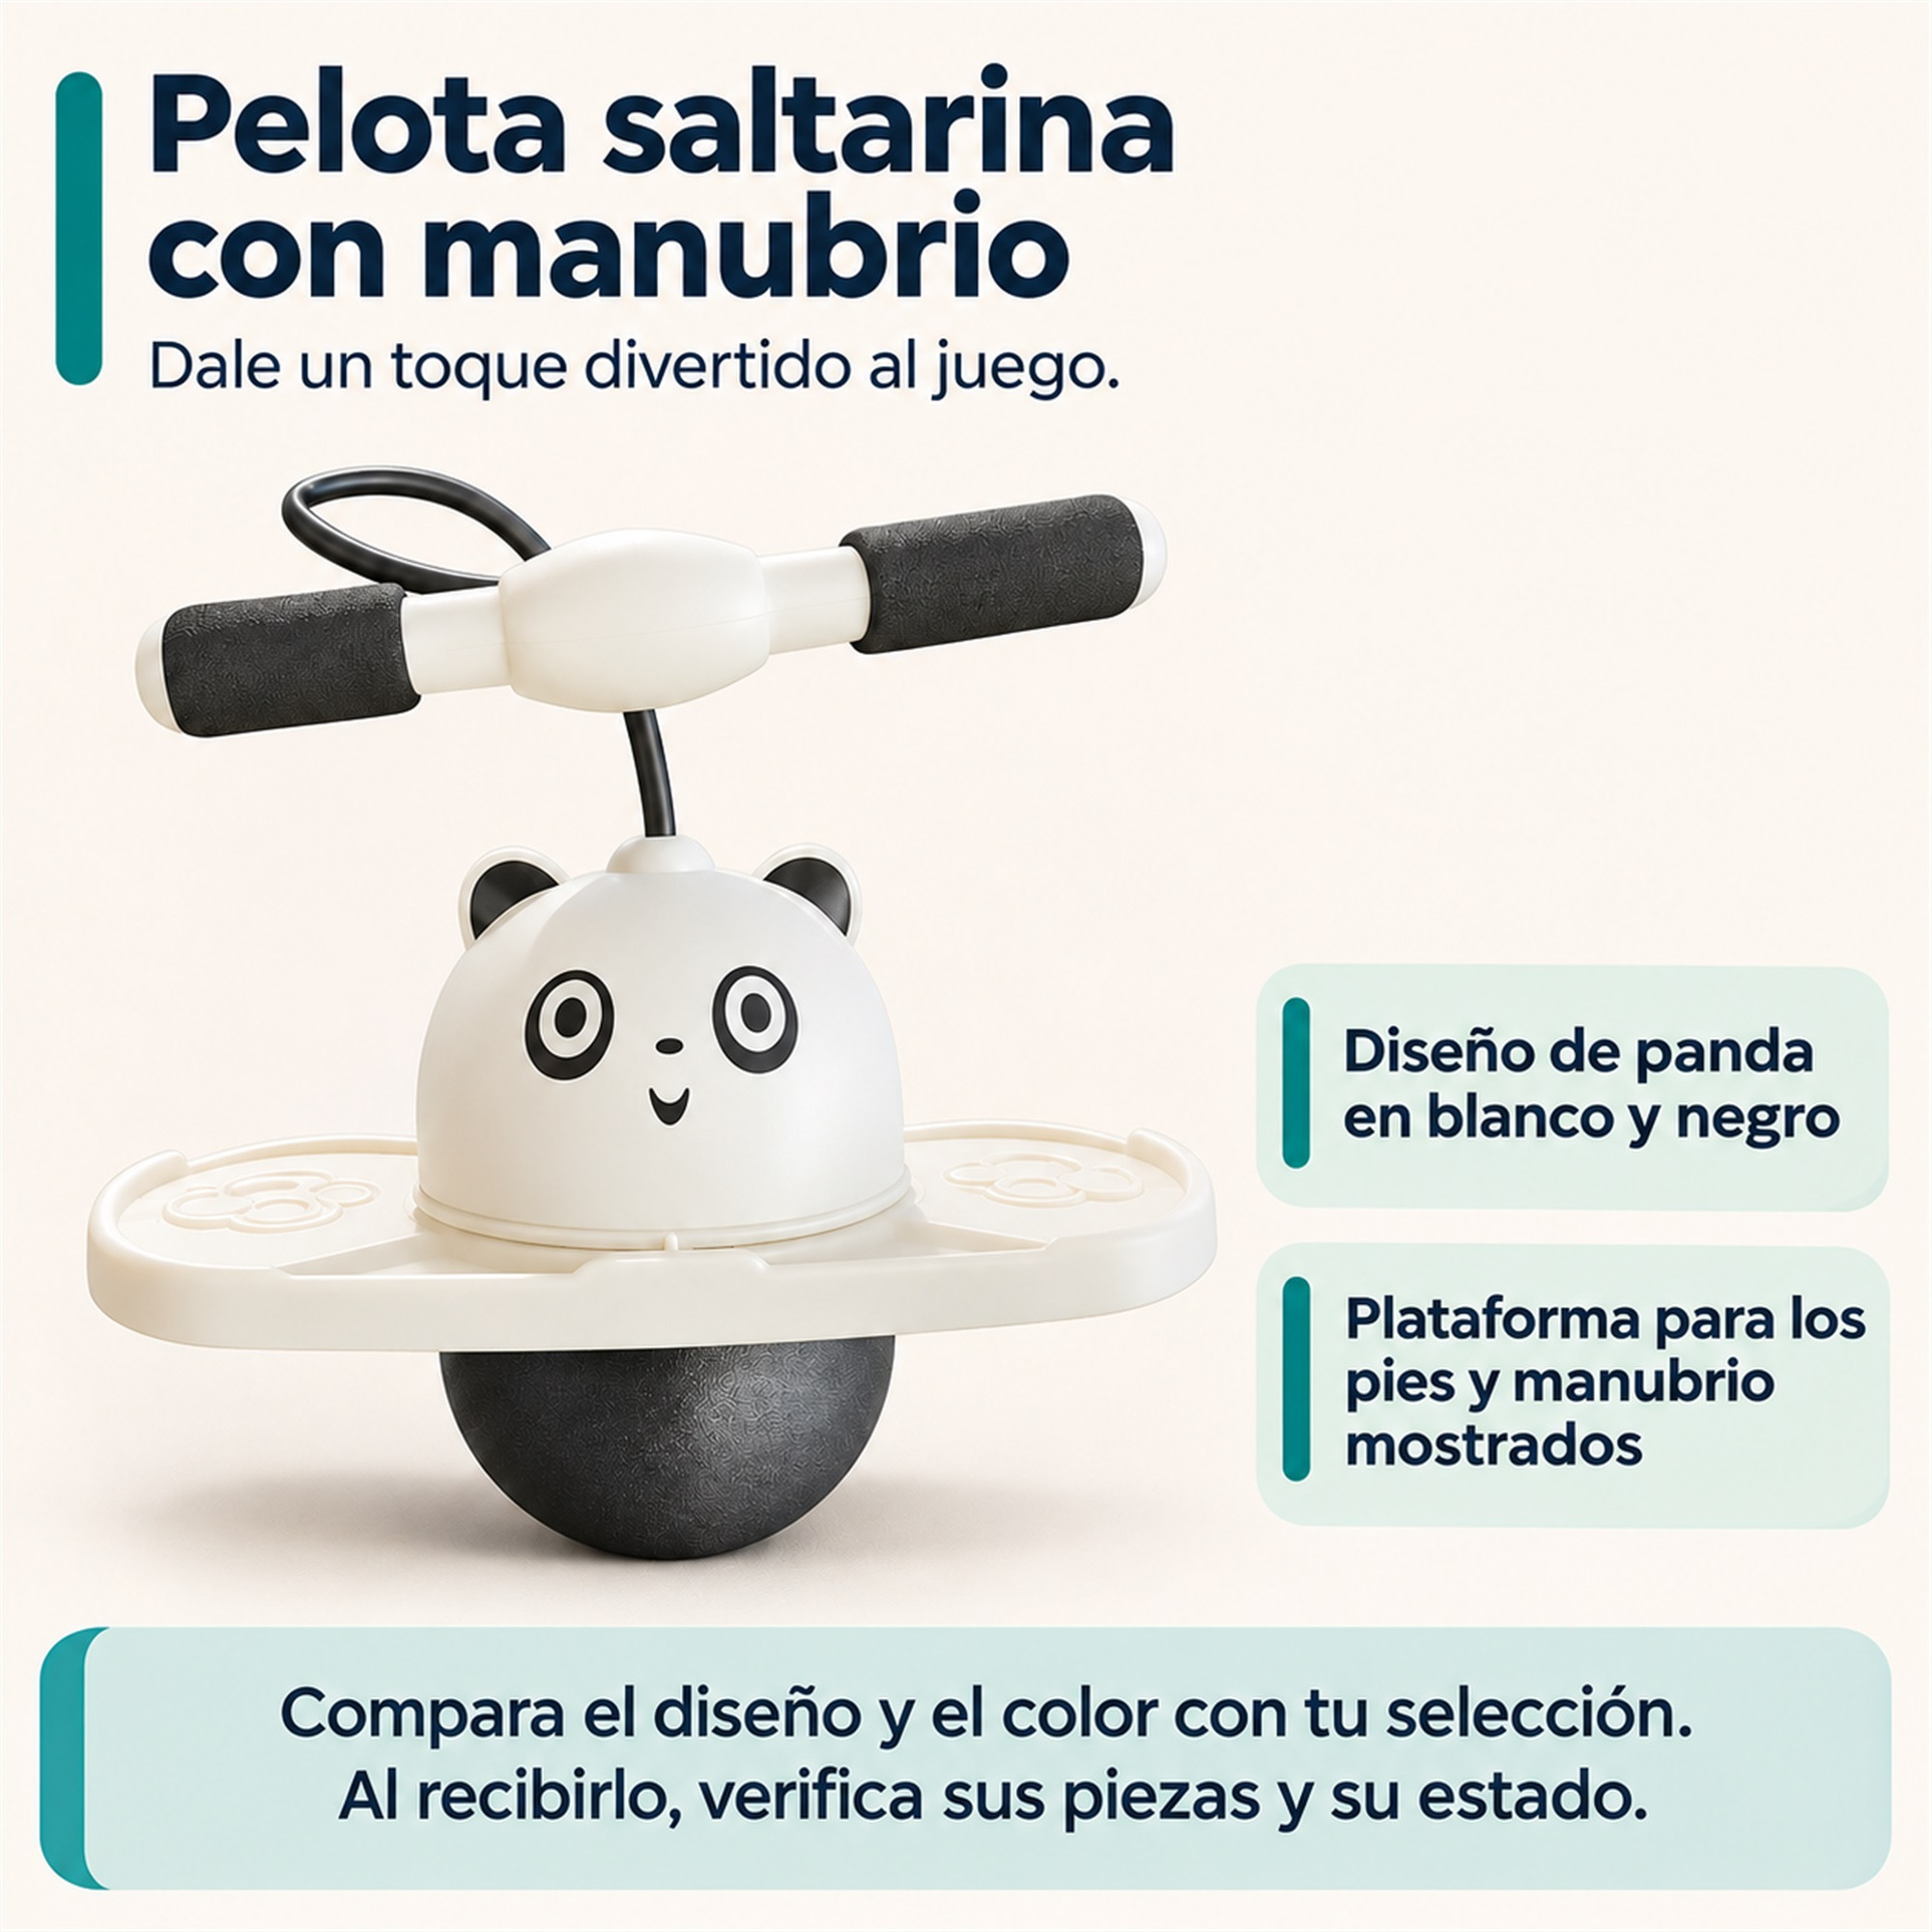 Pelota saltarina
con manubrio
Dale un toque divertido al juego.
Diseño de panda
en blanco y negro
Plataforma para los
pies y manubrio
mostrados
Compara el diseño y el color con tu selección.
Al recibirlo, verifica sus piezas y su estado.